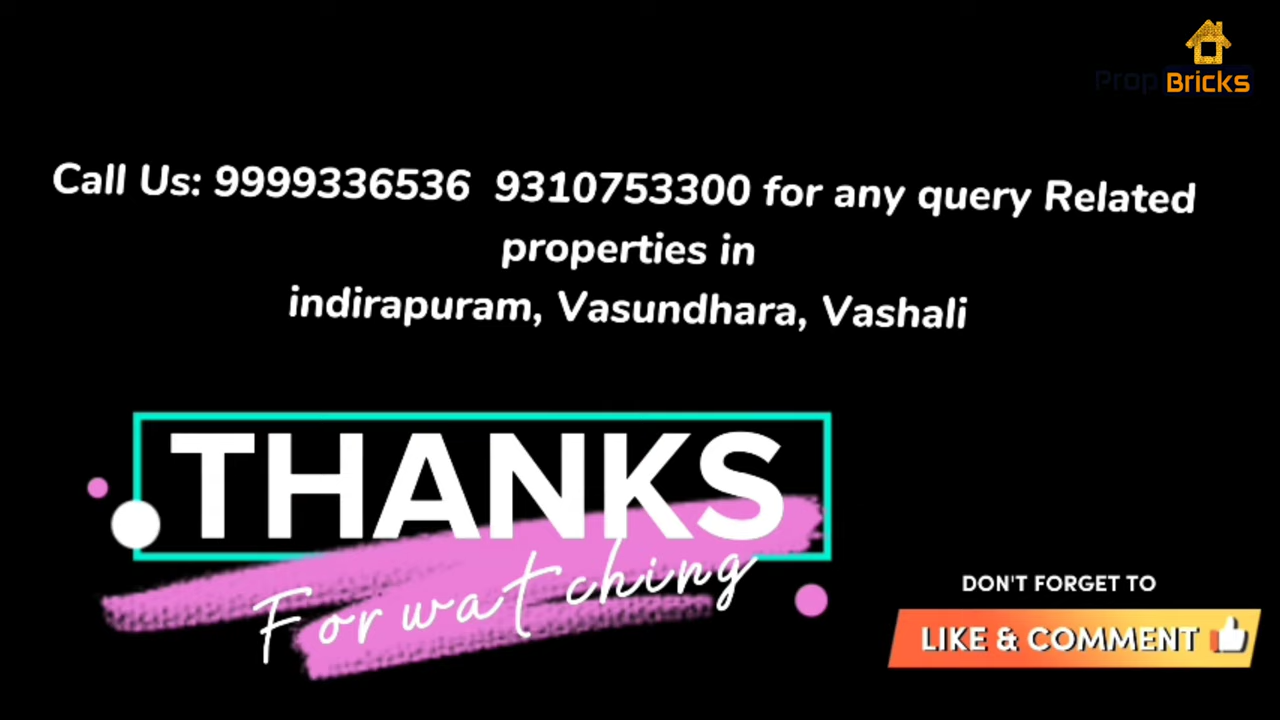 Prop Bricks
Call Us: 9999336536 9310753300 for any query Related
properties in
indirapuram, Vasundhara, Vashali
THANKS
For watching
DON'T FORGET TO
LIKE & COMMENT